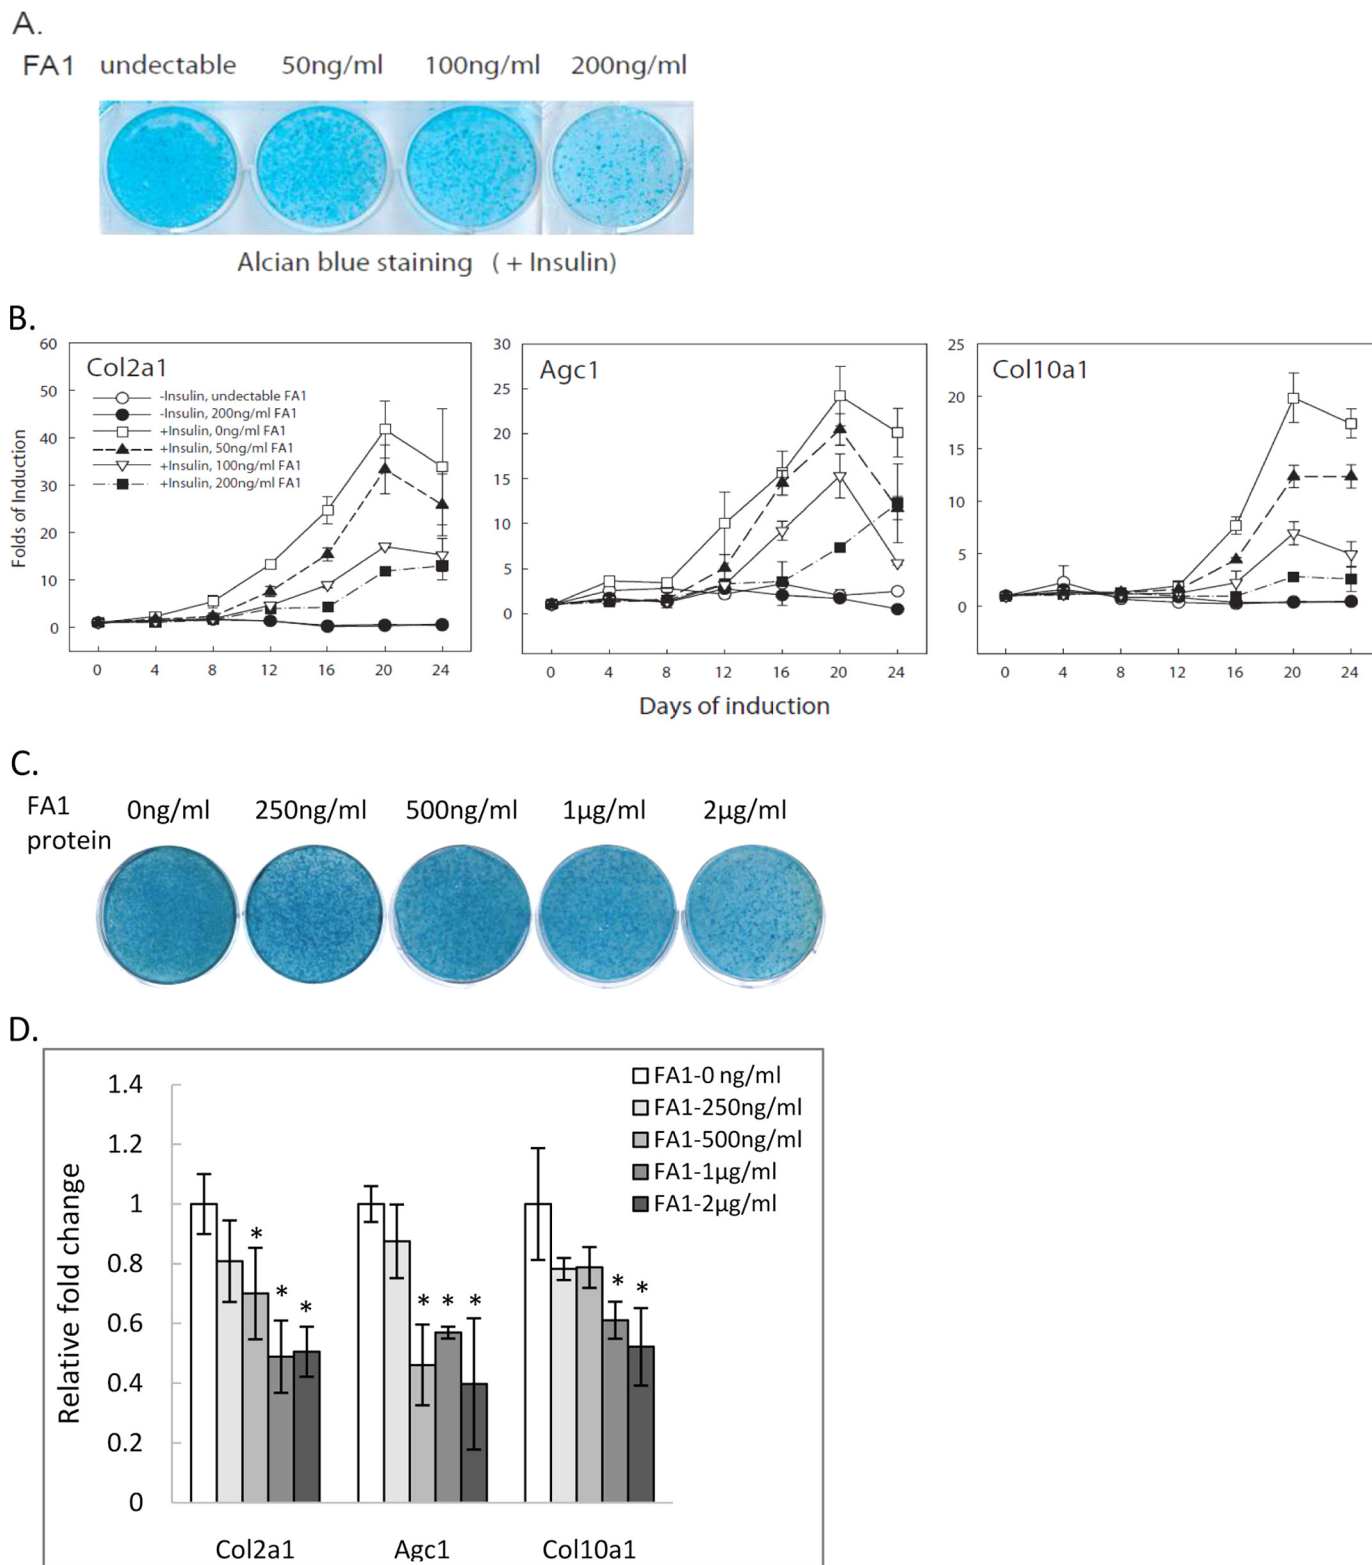 A.
FA1 undectable 50ng/ml 100ng/ml 200ng/ml
Alcian blue staining ( + Insulin)
B.
Folds of Induction
60
50
40
30
20
10
0
Col2a1
-Insulin, undectable FA1
-Insulin, 200ng/ml FA1
+Insulin, 0ng/ml FA1
+Insulin, 50ng/ml FA1
+Insulin, 100ng/ml FA1
+Insulin, 200ng/ml FA1
0 4 8 12 16 20 24
30
25
20
15
10
5
0
Agc1
0 4 8 12 16 20 24
25
20
15
10
5
0
Col10a1
0 4 8 12 16 20 24
Days of induction
C.
FA1
protein
0ng/ml 250ng/ml 500ng/ml 1µg/ml 2µg/ml
D.
Relative fold change
1.4
1.2
1
0.8
0.6
0.4
0.2
0
FA1-0 ng/ml
FA1-250ng/ml
FA1-500ng/ml
FA1-1µg/ml
FA1-2µg/ml
* * *
* * *
* *
Col2a1 Agc1 Col10a1